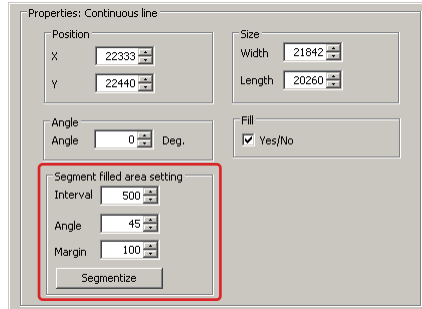 Properties: Continuous line
Position
X 22333
Y 22440
Size
Width 21842
Length 20260
Angle
Angle 0 Deg.
Fill
Yes/No
Segment filled area setting
Interval 500
Angle 45
Margin 100
Segmentize